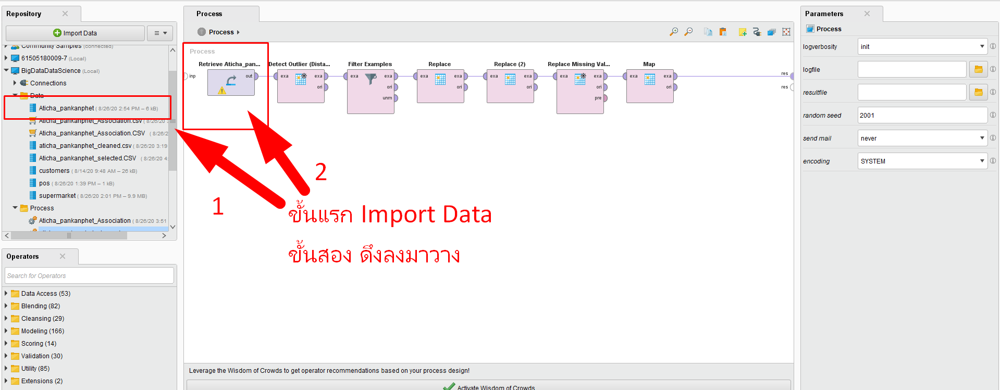 Repository
Import Data
Community Samples (connected)
61505180009-7 (Local)
BigDataDataScience (Local)
Connections
Data
Aticha_pankanphet ( 8/26/20 2:54 PM – 6 kB)
Aticha_pankanphet_Association.csv ( 8/26/20 3:
Aticha_pankanphet_Association.CSV ( 8/26/2
aticha_pankanphet_cleaned.csv ( 8/26/20 3:19
Aticha_pankanphet_selected.CSV ( 8/26/20 4:
customers ( 8/14/20 9:48 AM – 26 kB)
pos ( 8/26/20 1:39 PM – 1 kB)
supermarket ( 8/26/20 2:01 PM – 9.9 MB)
Process
Aticha_pankanphet_Association ( 8/26/20 3:51
Operators
Search for Operators
Data Access (53)
Blending (82)
Cleansing (29)
Modeling (166)
Scoring (14)
Validation (30)
Utility (85)
Extensions (2)
Process
Process
Process
inp
Retrieve Aticha_pan...
out
Detect Outlier (Dista...
exa exa
ori
Filter Examples
exa exa
ori
unm
Replace
exa exa
ori
Replace (2)
exa exa
ori
Replace Missing Val...
exa exa
ori
pre
Map
exa exa
ori
res
res
1
2
ขั้นแรก Import Data
ขั้นสอง ดึงลงมาวาง
Leverage the Wisdom of Crowds to get operator recommendations based on your process design!
Activate Wisdom of Crowds
Parameters
Process
logverbosity init
logfile
resultfile
random seed 2001
send mail never
encoding SYSTEM